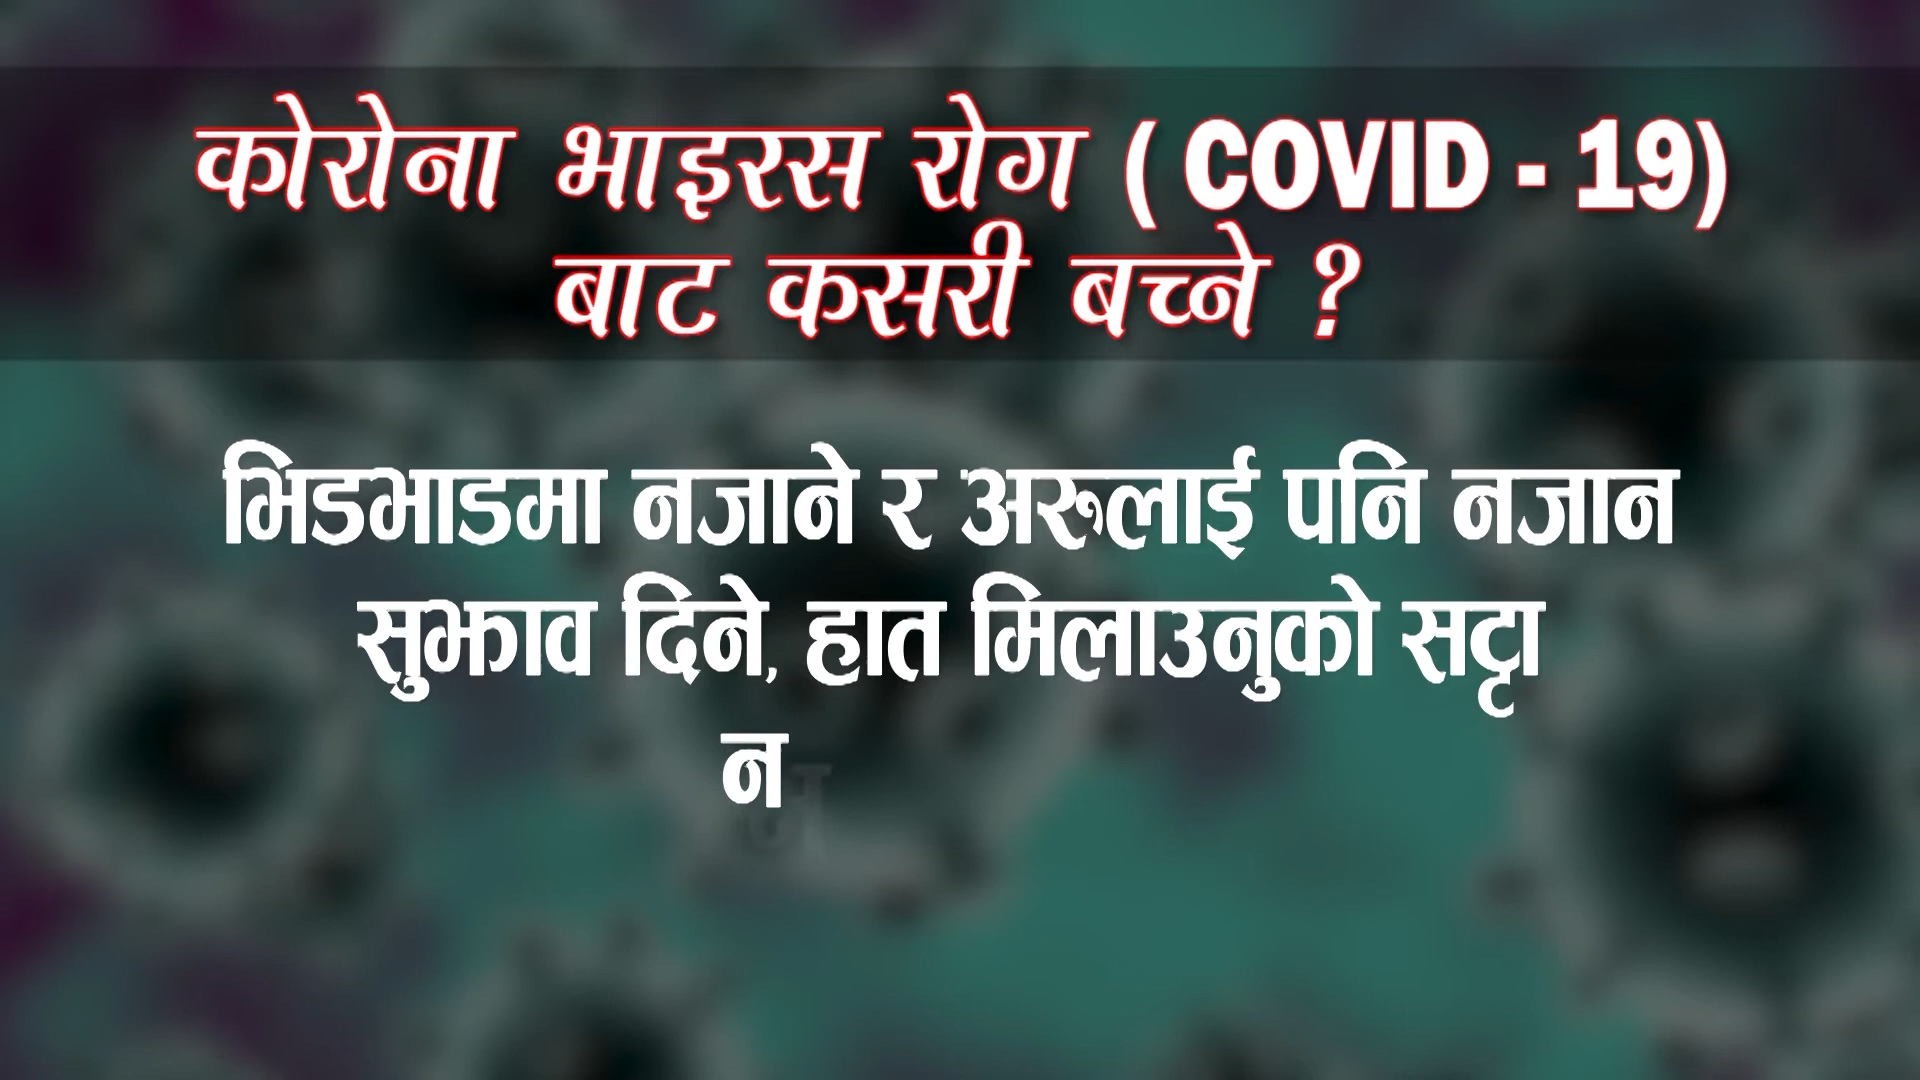 कोरोना भाइरस रोग ( COVID - 19)
बाट कसरी बच्ने ?
भिडभाडमा नजाने र अरुलाई पनि नजान
सुझाव दिने, हात मिलाउनुको सट्टा
न